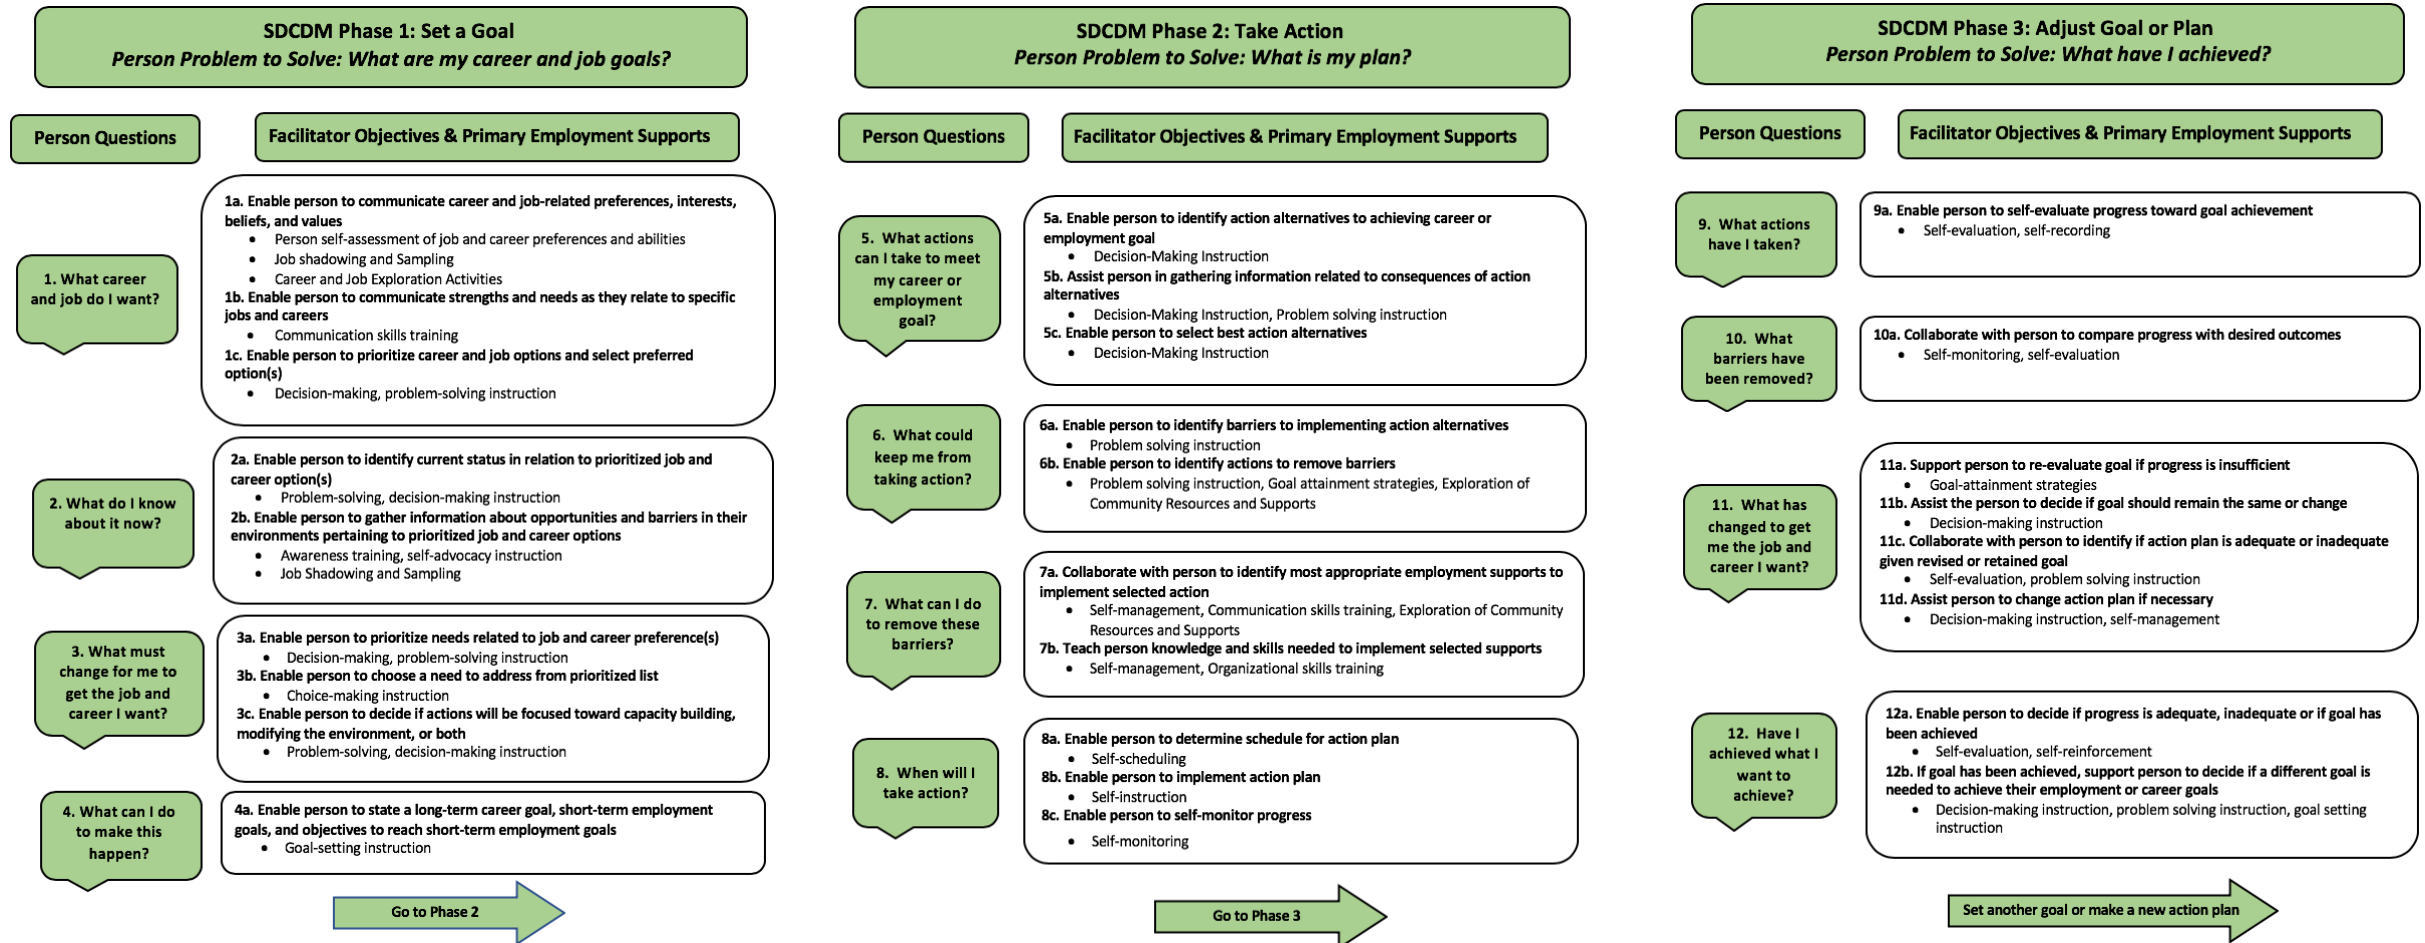 SDCDM Phase 1: Set a Goal
Person Problem to Solve: What are my career and job goals?
Person Questions
Facilitator Objectives & Primary Employment Supports
1. What career
and job do I want?
1a. Enable person to communicate career and job-related preferences, interests,
beliefs, and values
• Person self-assessment of job and career preferences and abilities
• Job shadowing and Sampling
• Career and Job Exploration Activities
1b. Enable person to communicate strengths and needs as they relate to specific
jobs and careers
• Communication skills training
1c. Enable person to prioritize career and job options and select preferred
option(s)
• Decision-making, problem-solving instruction
2. What do I know
about it now?
2a. Enable person to identify current status in relation to prioritized job and
career option(s)
• Problem-solving, decision-making instruction
2b. Enable person to gather information about opportunities and barriers in their
environments pertaining to prioritized job and career options
• Awareness training, self-advocacy instruction
• Job Shadowing and Sampling
3. What must
change for me to
get the job and
career I want?
3a. Enable person to prioritize needs related to job and career preference(s)
• Decision-making, problem-solving instruction
3b. Enable person to choose a need to address from prioritized list
• Choice-making instruction
3c. Enable person to decide if actions will be focused toward capacity building,
modifying the environment, or both
• Problem-solving, decision-making instruction
4. What can I do
to make this
happen?
4a. Enable person to state a long-term career goal, short-term employment
goals, and objectives to reach short-term employment goals
• Goal-setting instruction
Go to Phase 2
SDCDM Phase 2: Take Action
Person Problem to Solve: What is my plan?
Person Questions
Facilitator Objectives & Primary Employment Supports
5. What actions
can I take to meet
my career or
employment
goal?
5a. Enable person to identify action alternatives to achieving career or
employment goal
• Decision-Making Instruction
5b. Assist person in gathering information related to consequences of action
alternatives
• Decision-Making Instruction, Problem solving instruction
5c. Enable person to select best action alternatives
• Decision-Making Instruction
6. What could
keep me from
taking action?
6a. Enable person to identify barriers to implementing action alternatives
• Problem solving instruction
6b. Enable person to identify actions to remove barriers
• Problem solving instruction, Goal attainment strategies, Exploration of
Community Resources and Supports
7. What can I do
to remove these
barriers?
7a. Collaborate with person to identify most appropriate employment supports to
implement selected action
• Self-management, Communication skills training, Exploration of Community
Resources and Supports
7b. Teach person knowledge and skills needed to implement selected supports
• Self-management, Organizational skills training
8. When will I
take action?
8a. Enable person to determine schedule for action plan
• Self-scheduling
8b. Enable person to implement action plan
• Self-instruction
8c. Enable person to self-monitor progress
• Self-monitoring
Go to Phase 3
SDCDM Phase 3: Adjust Goal or Plan
Person Problem to Solve: What have I achieved?
Person Questions
Facilitator Objectives & Primary Employment Supports
9. What actions
have I taken?
9a. Enable person to self-evaluate progress toward goal achievement
• Self-evaluation, self-recording
10. What
barriers have
been removed?
10a. Collaborate with person to compare progress with desired outcomes
• Self-monitoring, self-evaluation
11. What has
changed to get
me the job and
career I want?
11a. Support person to re-evaluate goal if progress is insufficient
• Goal-attainment strategies
11b. Assist the person to decide if goal should remain the same or change
• Decision-making instruction
11c. Collaborate with person to identify if action plan is adequate or inadequate
given revised or retained goal
• Self-evaluation, problem solving instruction
11d. Assist person to change action plan if necessary
• Decision-making instruction, self-management
12. Have I
achieved what I
want to
achieve?
12a. Enable person to decide if progress is adequate, inadequate or if goal has
been achieved
• Self-evaluation, self-reinforcement
12b. If goal has been achieved, support person to decide if a different goal is
needed to achieve their employment or career goals
• Decision-making instruction, problem solving instruction, goal setting
instruction
Set another goal or make a new action plan